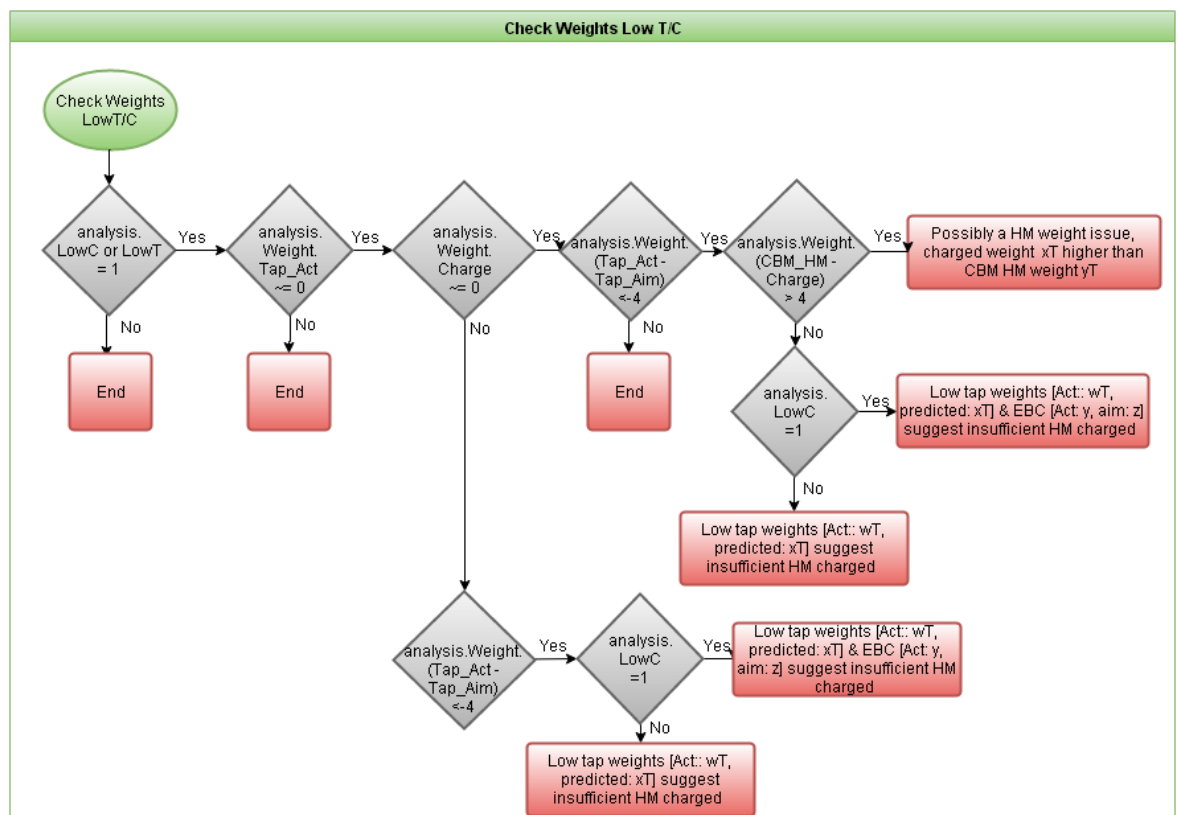 Check Weights Low T/C
Check Weights
LowT/C
analysis.
LowC or LowT
= 1
Yes
No
End
analysis.
Weight.
Tap_Act
~= 0
Yes
No
End
analysis.
Weight.
Charge
~= 0
Yes
No
analysis.Weight.
(Tap_Act -
Tap_Aim)
<-4
Yes
No
End
analysis.Weight.
(CBM_HM -
Charge)
> 4
Yes
No
Possibly a HM weight issue,
charged weight xT higher than
CBM HM weight yT
analysis.
LowC
=1
Yes
No
Low tap weights [Act:: wT,
predicted: xT] & EBC [Act: y, aim: z]
suggest insufficient HM charged
Low tap weights [Act:: wT,
predicted: xT] suggest
insufficient HM charged
analysis.Weight.
(Tap_Act -
Tap_Aim)
<-4
Yes
analysis.
LowC
=1
Yes
No
Low tap weights [Act:: wT,
predicted: xT] & EBC [Act: y,
aim: z] suggest insufficient HM
charged
Low tap weights [Act:: wT,
predicted: xT] suggest
insufficient HM charged